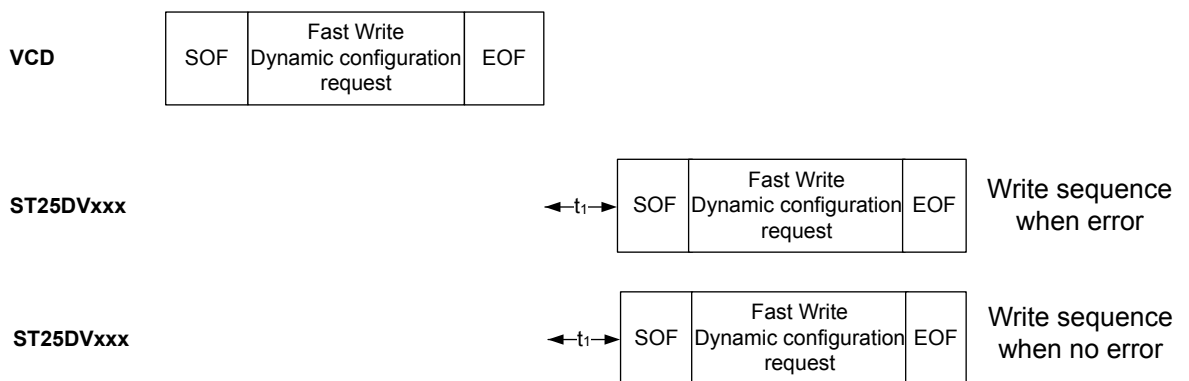 VCD
SOF
Fast Write
Dynamic configuration
request
EOF
ST25DVxxx
t1
SOF
Fast Write
Dynamic configuration
request
EOF
Write sequence
when error
ST25DVxxx
t1
SOF
Fast Write
Dynamic configuration
request
EOF
Write sequence
when no error